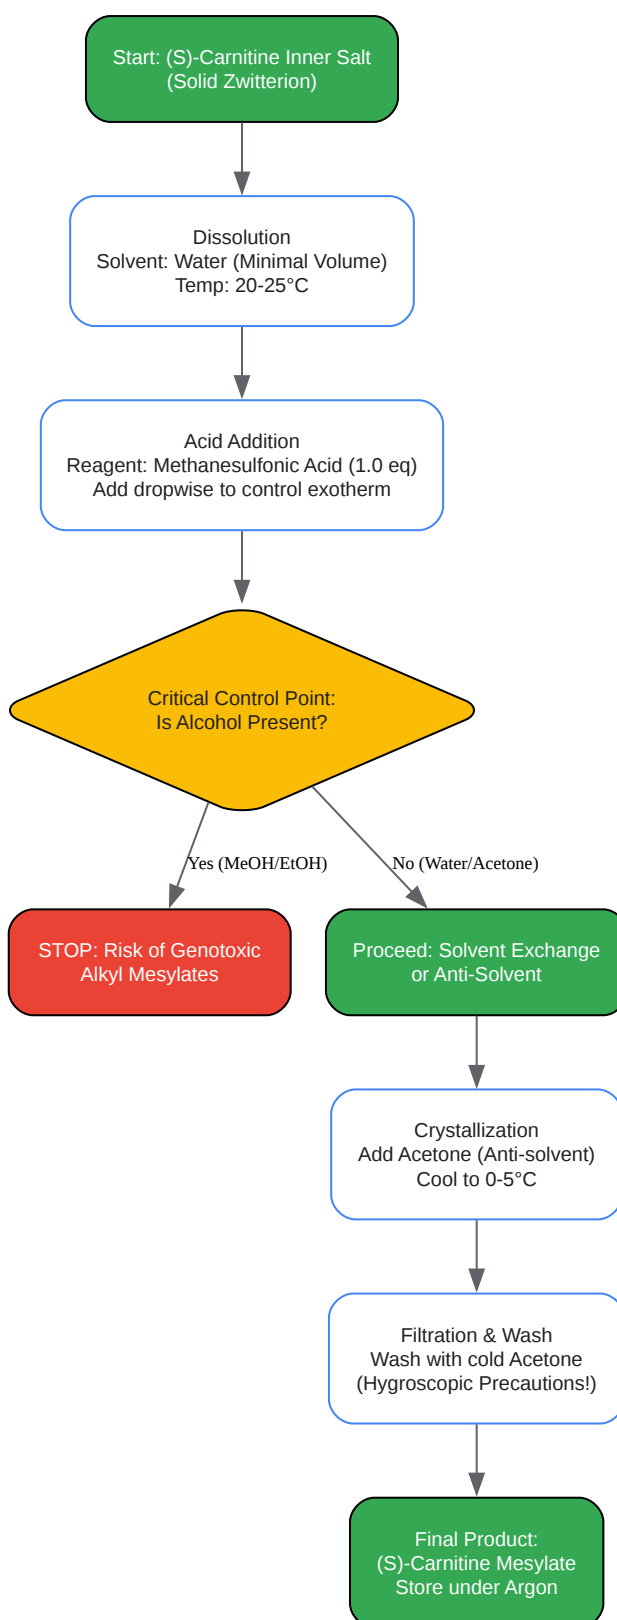 Start: (S)-Carnitine Inner Salt
(Solid Zwitterion)
Dissolution
Solvent: Water (Minimal Volume)
Temp: 20-25°C
Acid Addition
Reagent: Methanesulfonic Acid (1.0 eq)
Add dropwise to control exotherm
Critical Control Point:
Is Alcohol Present?
Yes (MeOH/EtOH)
No (Water/Acetone)
STOP: Risk of Genotoxic
Alkyl Mesylates
Proceed: Solvent Exchange
or Anti-Solvent
Crystallization
Add Acetone (Anti-solvent)
Cool to 0-5°C
Filtration & Wash
Wash with cold Acetone
(Hygroscopic Precautions!)
Final Product:
(S)-Carnitine Mesylate
Store under Argon